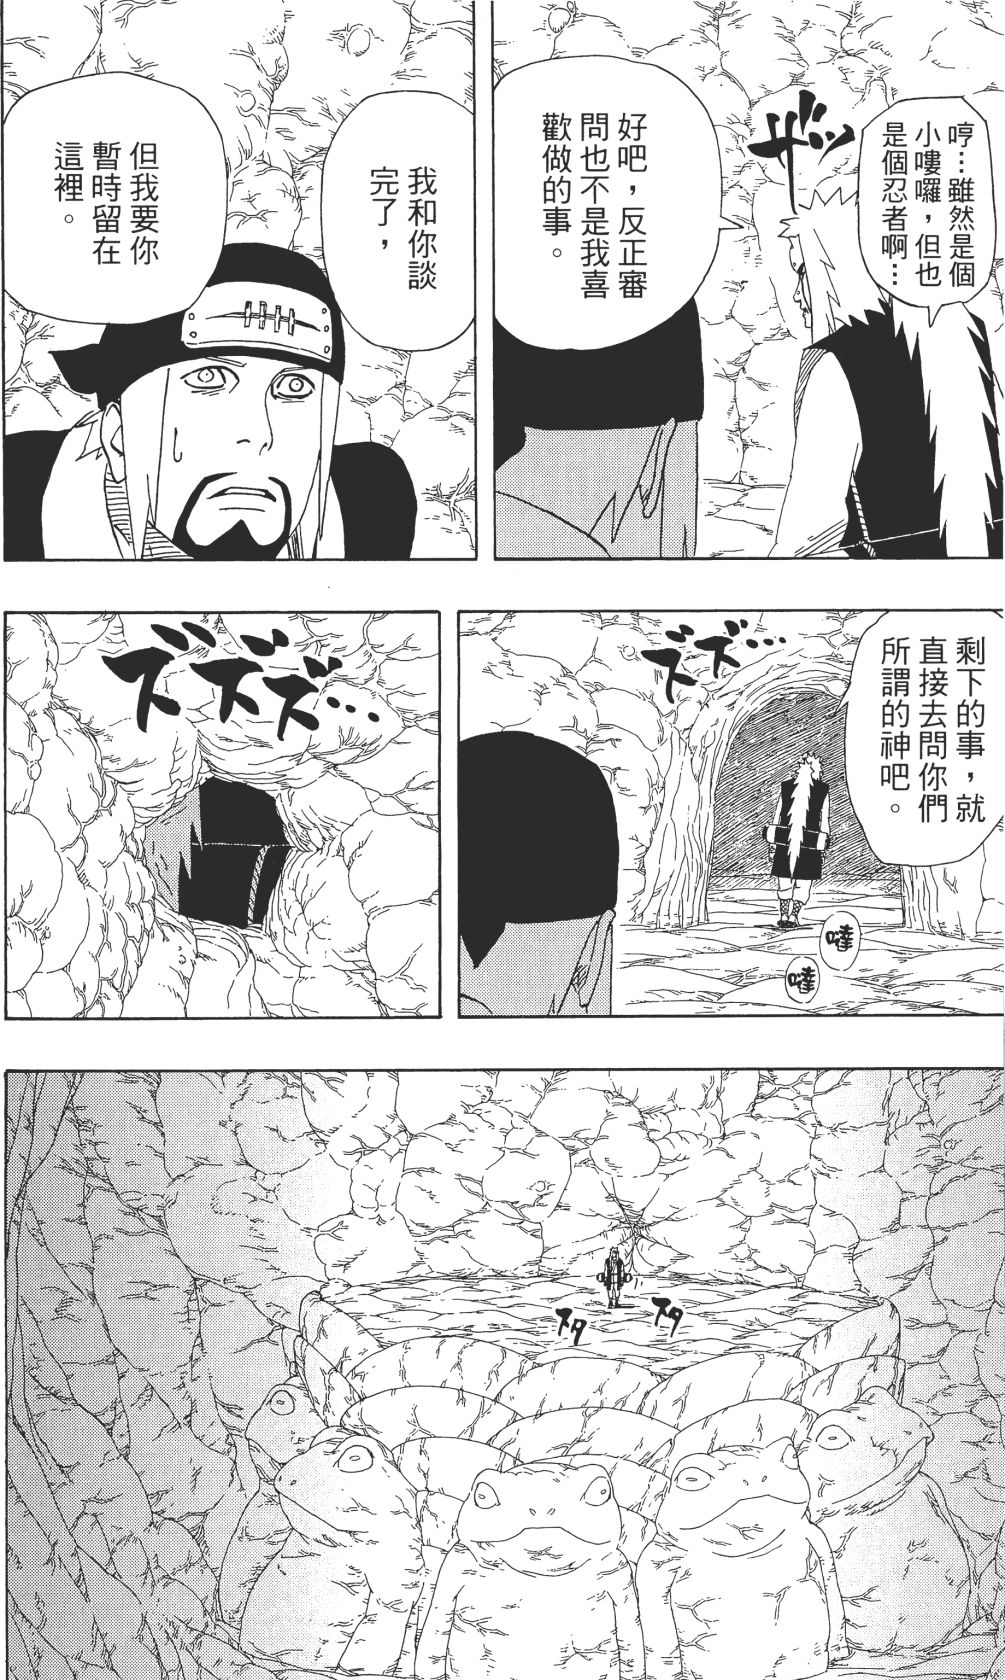 哼…雖然是個
小嘍囉，但也
是個忍者啊…
ザッ
好吧，反正審
問也不是我喜
歡做的事。
我和你談
完了，
但我要你
暫時留在
這裡。
剩下的事，就
直接去問你們
所謂的神吧。
ズズ…
噠
噠
ズズズ…
スタ
スタ